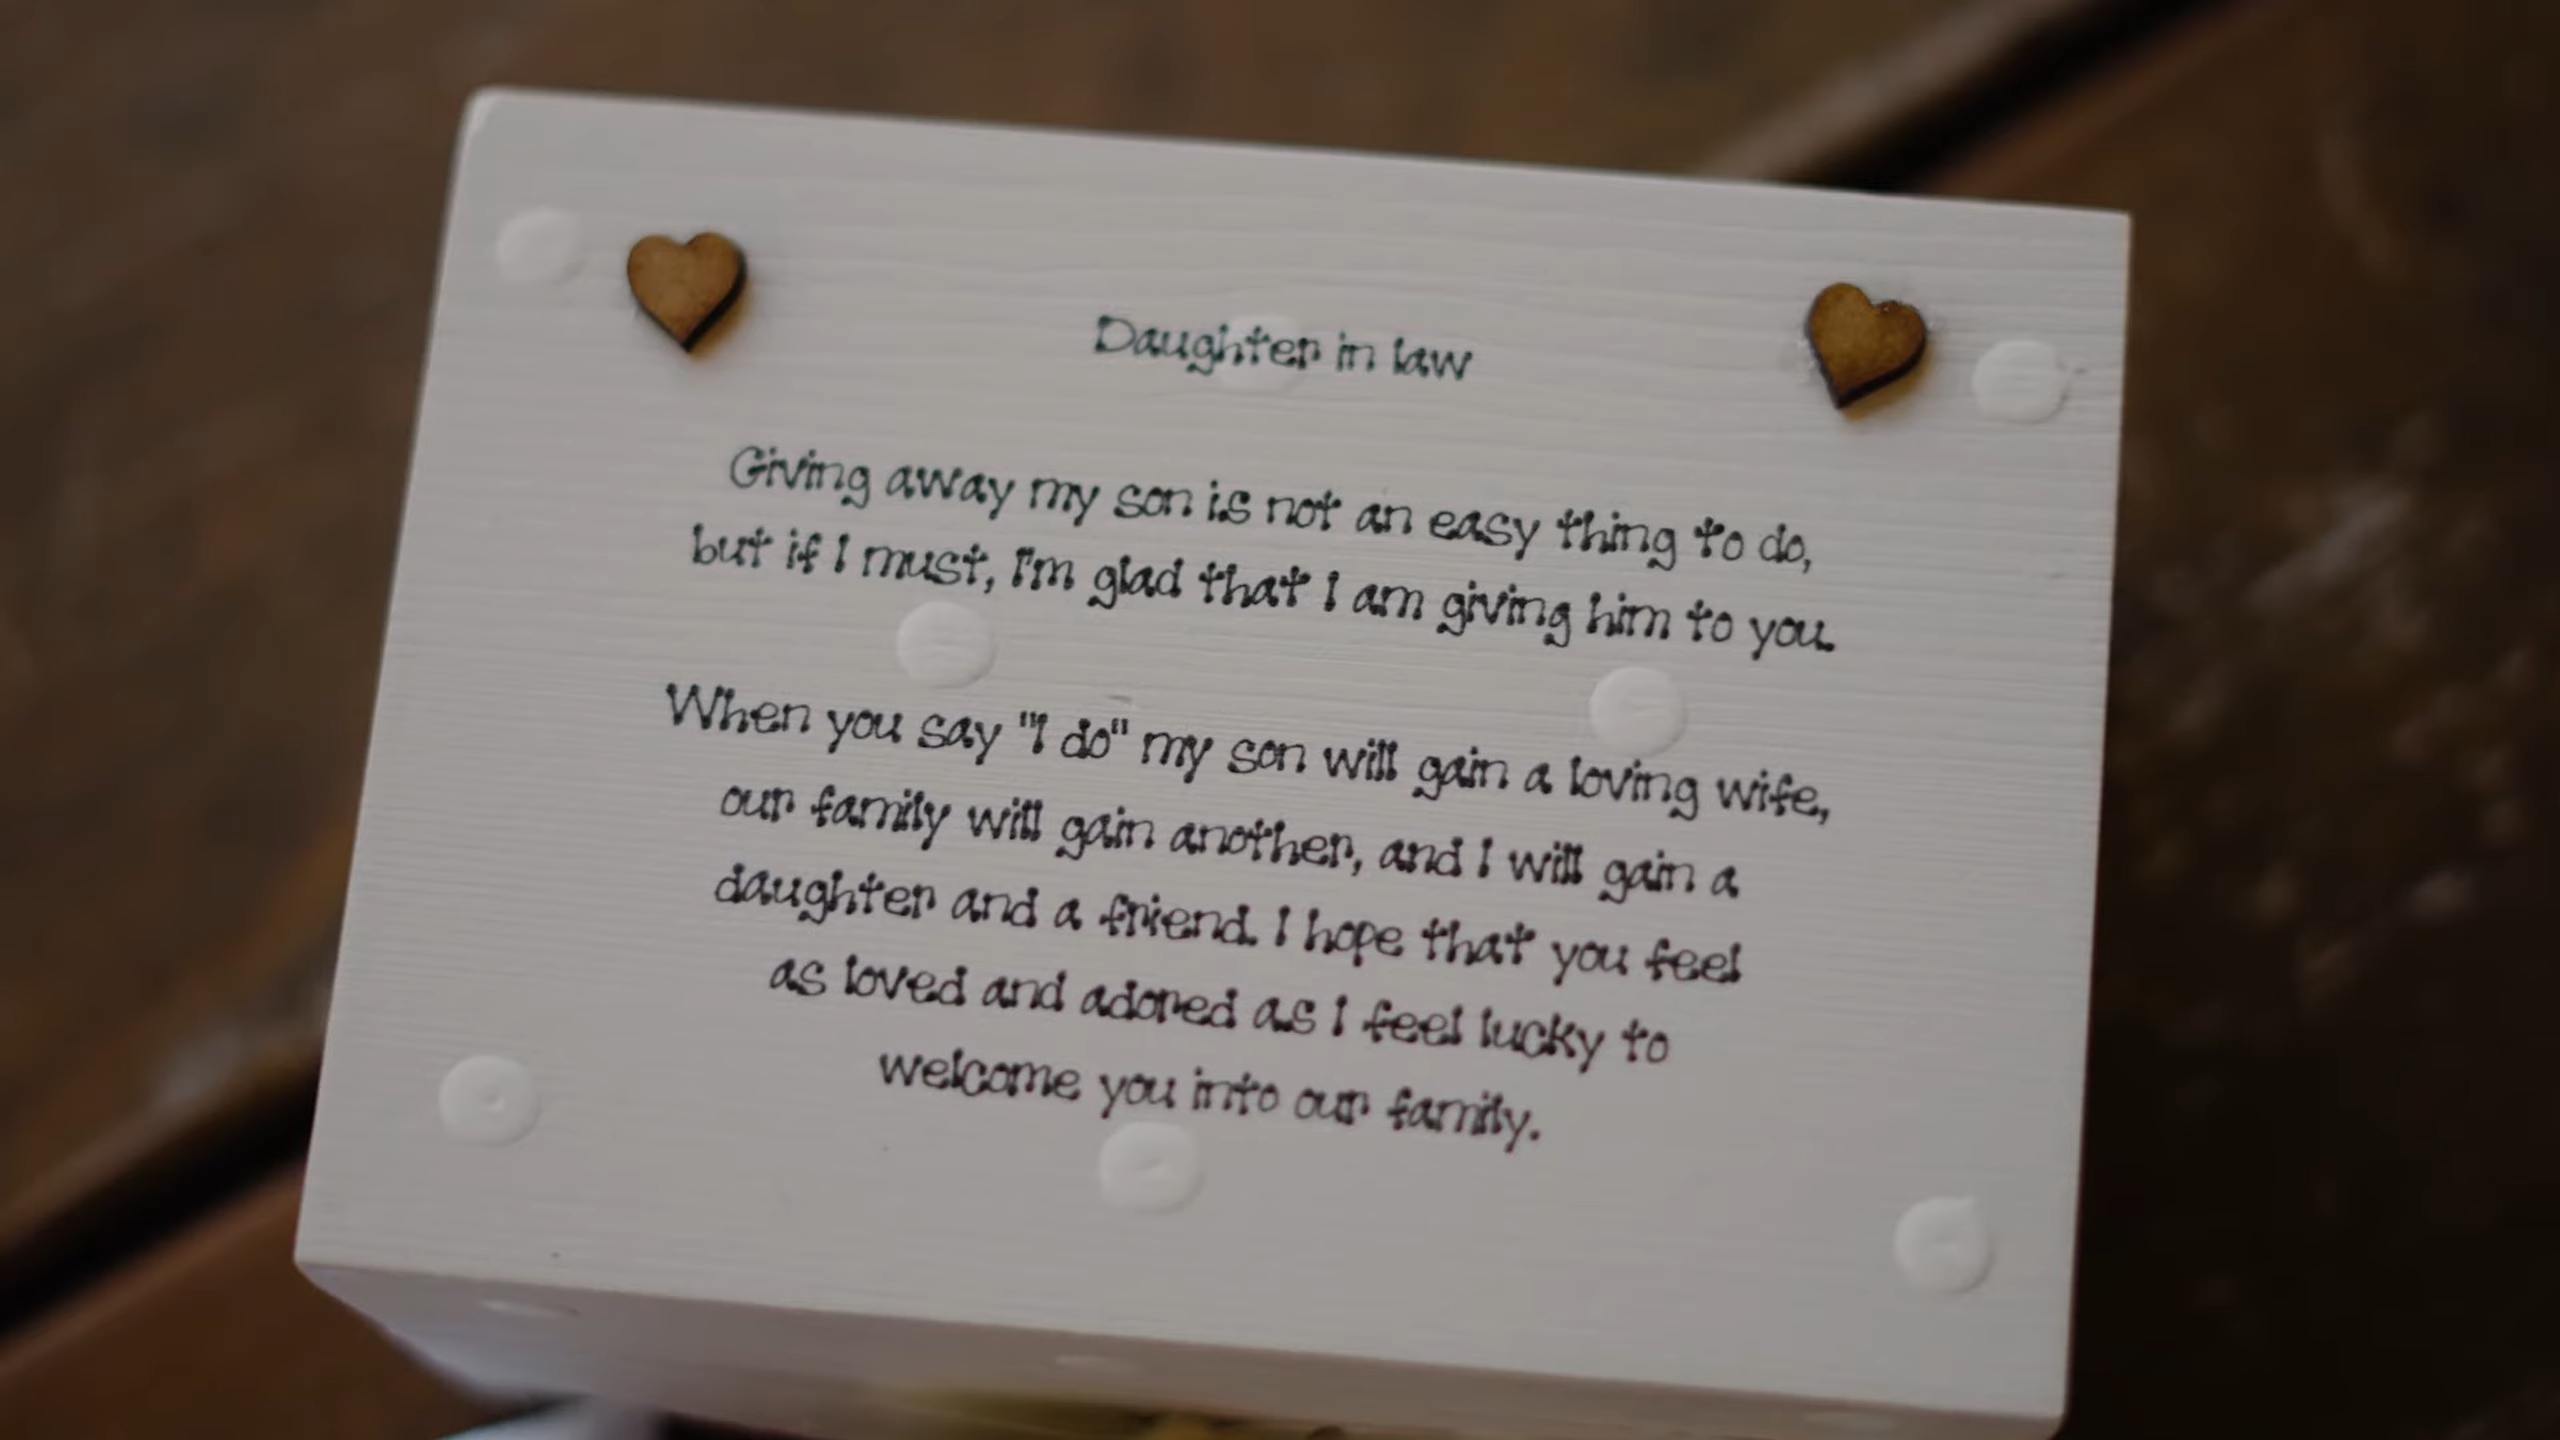 Daughter in law
Giving away my son is not an easy thing to do,
but if I must, I'm glad that I am giving him to you.
When you say "I do" my son will gain a loving wife,
our family will gain another, and I will gain a
daughter and a friend. I hope that you feel
as loved and adored as I feel lucky to
welcome you into our family.